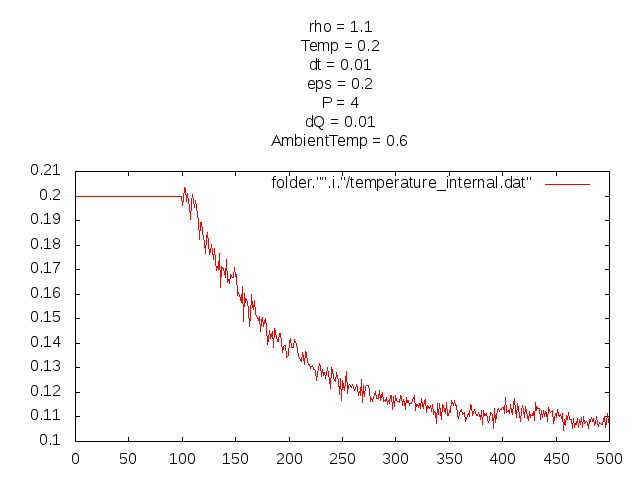 rho = 1.1
Temp = 0.2
dt = 0.01
eps = 0.2
P = 4
dQ = 0.01
AmbientTemp = 0.6
folder."".i."/temperature_internal.dat"
0.21
0.2
0.19
0.18
0.17
0.16
0.15
0.14
0.13
0.12
0.11
0.1
0 50 100 150 200 250 300 350 400 450 500